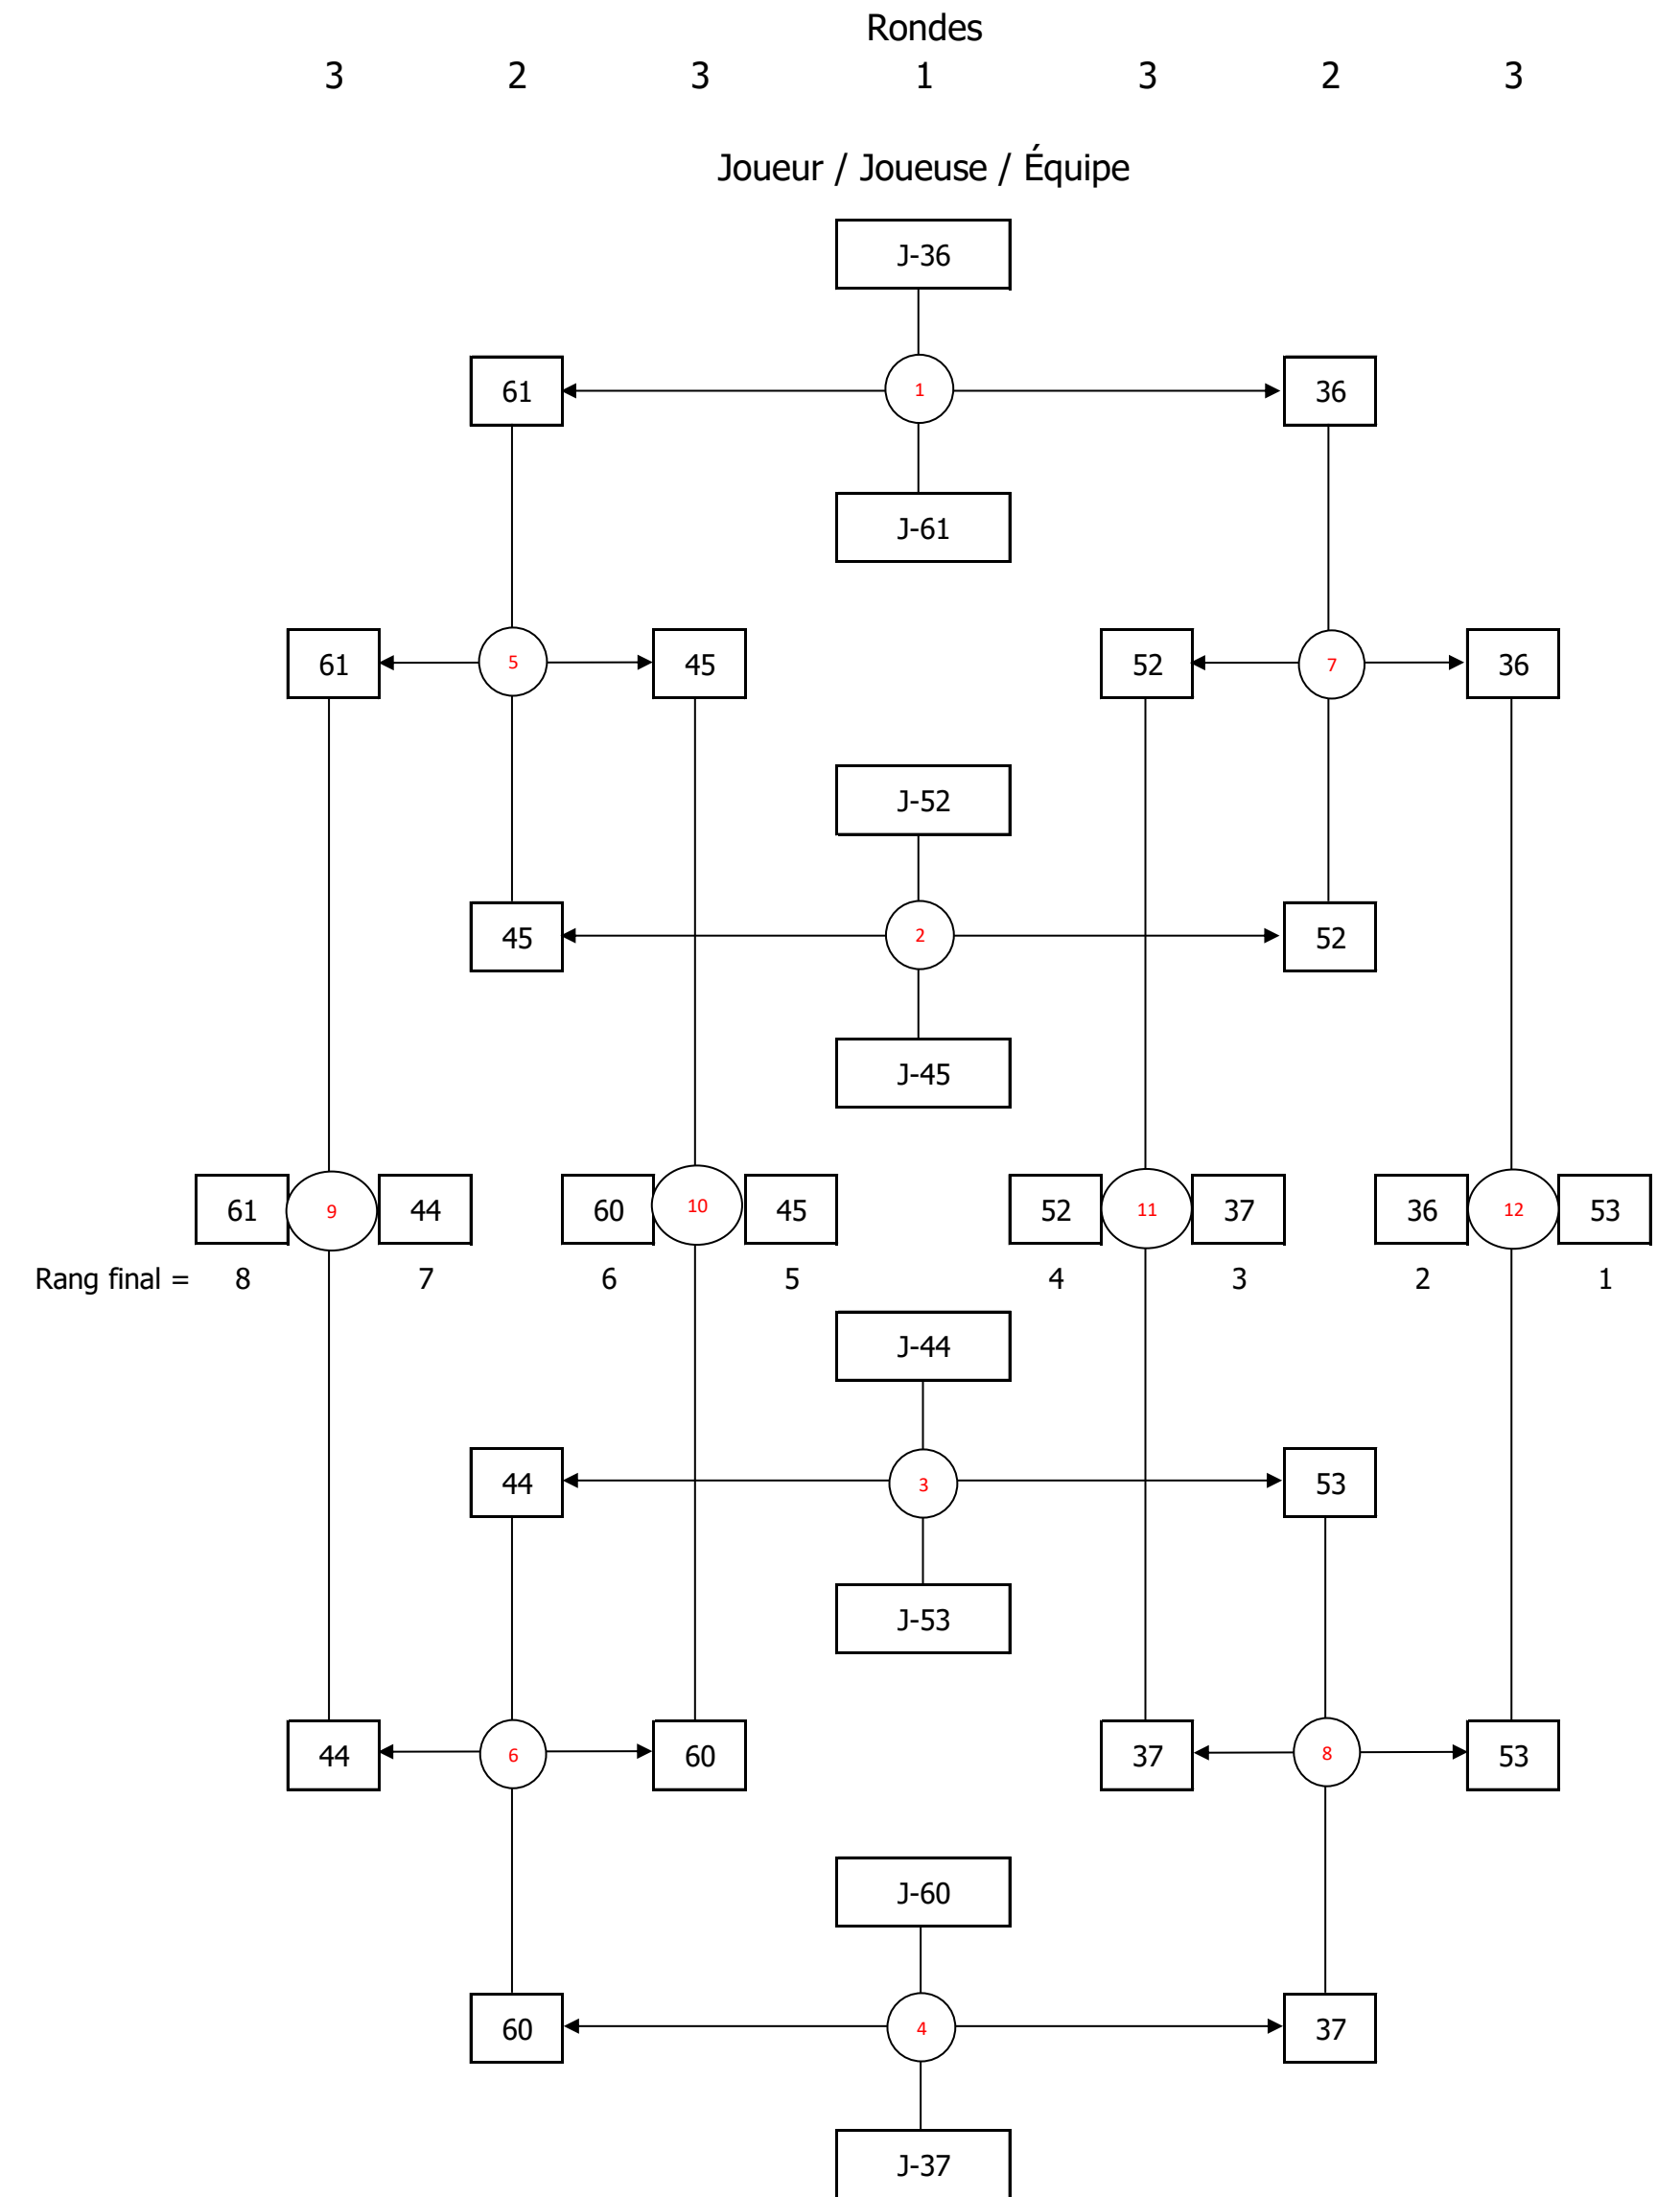 Rondes
3 2 3 1 3 2 3
Joueur / Joueuse / Équipe
J-36
61 1 36
J-61
61 5 45 52 7 36
J-52
45 2 52
J-45
61 9 44 60 10 45 52 11 37 36 12 53
Rang final = 8 7 6 5 4 3 2 1
J-44
44 3 53
J-53
44 6 60 37 8 53
J-60
60 4 37
J-37